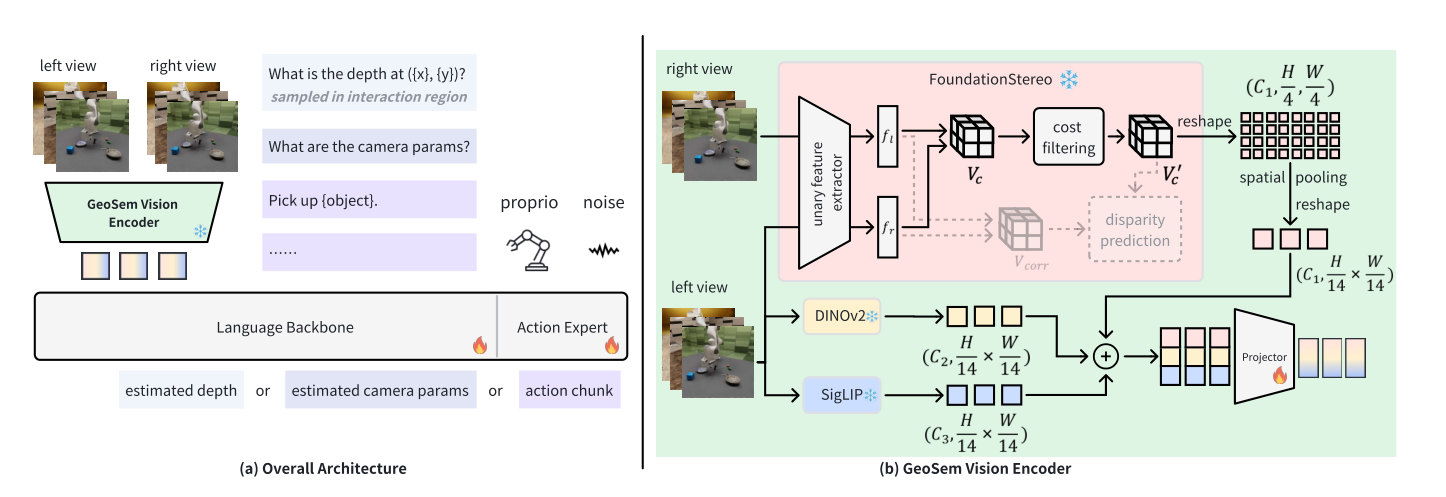 left view
right view
What is the depth at ({x}, {y})?
sampled in interaction region
What are the camera params?
Pick up {object}.
......
GeoSem Vision
Encoder
proprio
noise
Language Backbone
Action Expert
estimated depth or estimated camera params or action chunk
(a) Overall Architecture
right view
left view
FoundationStereo
unary feature
extractor
f_l
f_r
V_c
cost
filtering
V_c'
V_corr
disparity
prediction
reshape
(C_1, H/4, W/4)
spatial pooling
reshape
(C_1, H/14 × W/14)
DINOv2
(C_2, H/14 × W/14)
SigLIP
(C_3, H/14 × W/14)
+
Projector
(b) GeoSem Vision Encoder